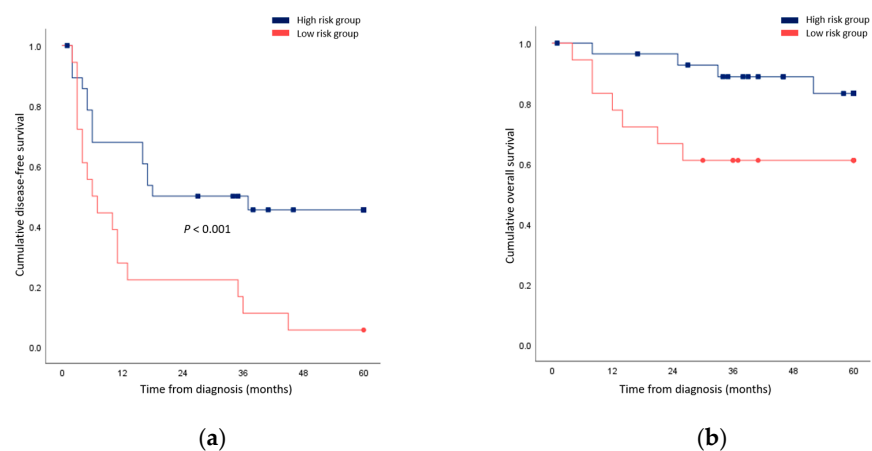 High risk group
Low risk group
Cumulative disease-free survival
1.0
0.8
0.6
0.4
0.2
0.0
P < 0.001
0 12 24 36 48 60
Time from diagnosis (months)
(a)
High risk group
Low risk group
Cumulative overall survival
1.0
0.8
0.6
0.4
0.2
0.0
0 12 24 36 48 60
Time from diagnosis (months)
(b)